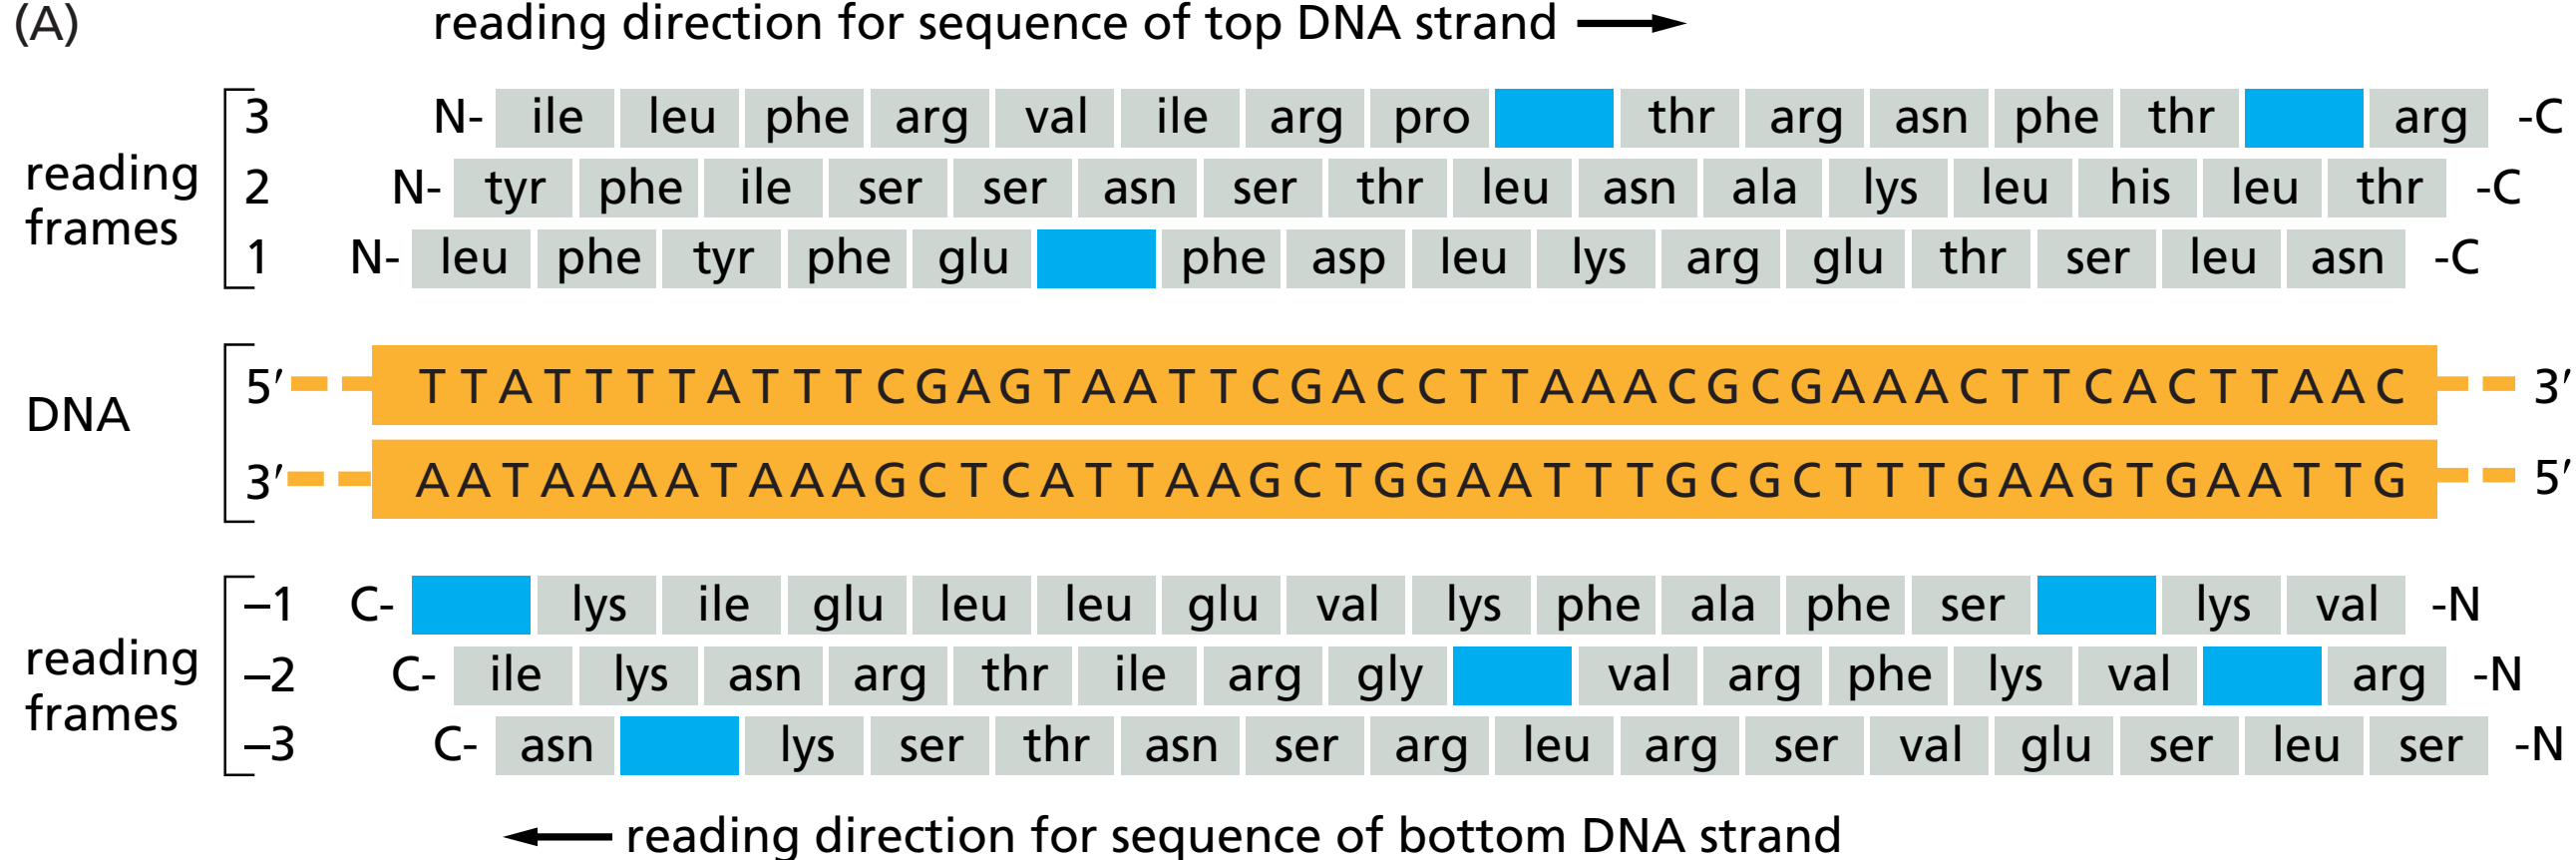 (A)
reading direction for sequence of top DNA strand
reading frames
3 N- ile leu phe arg val ile arg pro thr arg asn phe thr arg -C
2 N- tyr phe ile ser ser asn ser thr leu asn ala lys leu his leu thr -C
1 N- leu phe tyr phe glu phe asp leu lys arg glu thr ser leu asn -C
DNA
5′ TTATTTTATTTCGAGTAATTCGACCTTAAACGCGAAACTTCACTTAAC 3′
3′ AATAAAATAAAGCTCATTAAGCTGGAATTTGCGCTTTGAAGTGAATTG 5′
reading frames
–1 C- lys ile glu leu leu glu val lys phe ala phe ser lys val -N
–2 C- ile lys asn arg thr ile arg gly val arg phe lys val arg -N
–3 C- asn lys ser thr asn ser arg leu arg ser val glu ser leu ser -N
reading direction for sequence of bottom DNA strand